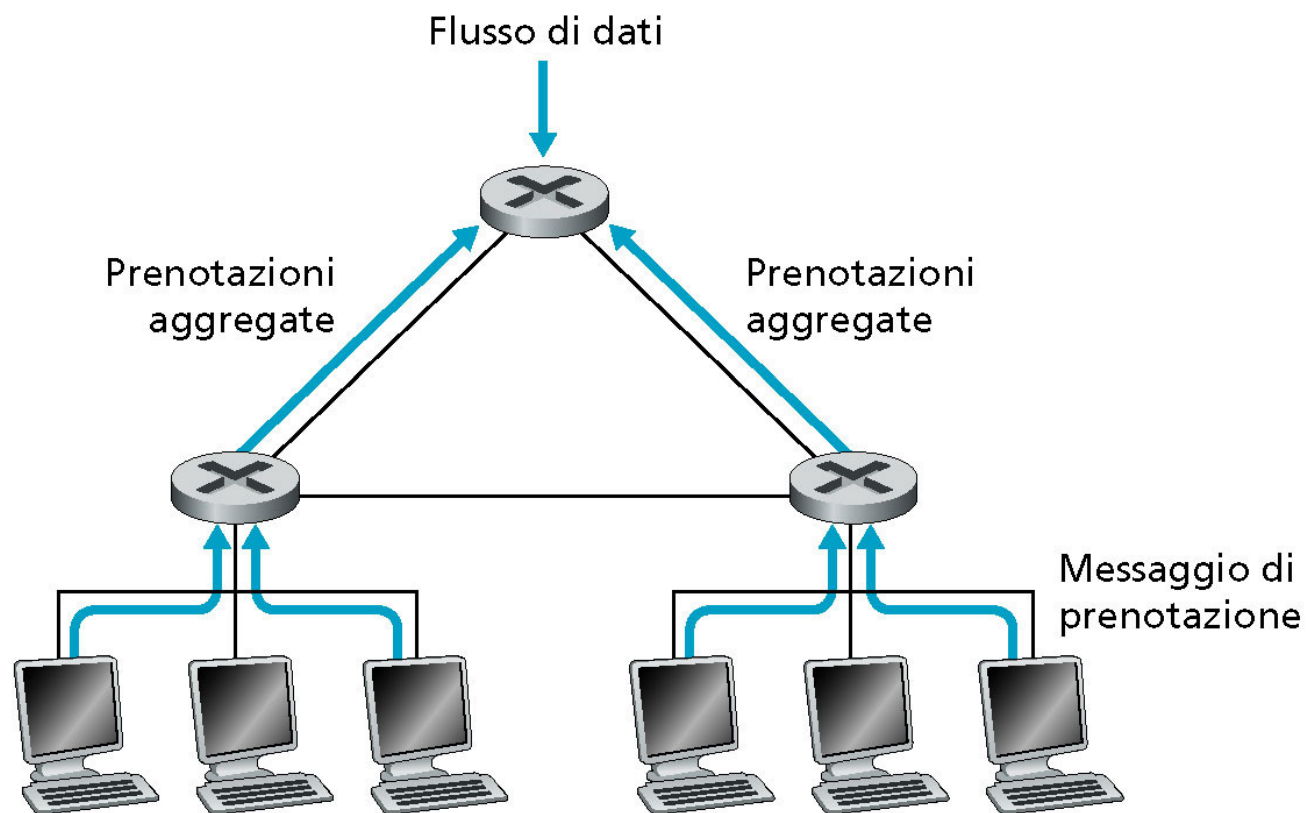 Flusso di dati
Prenotazioni
aggregate
Prenotazioni
aggregate
Messaggio di
prenotazione